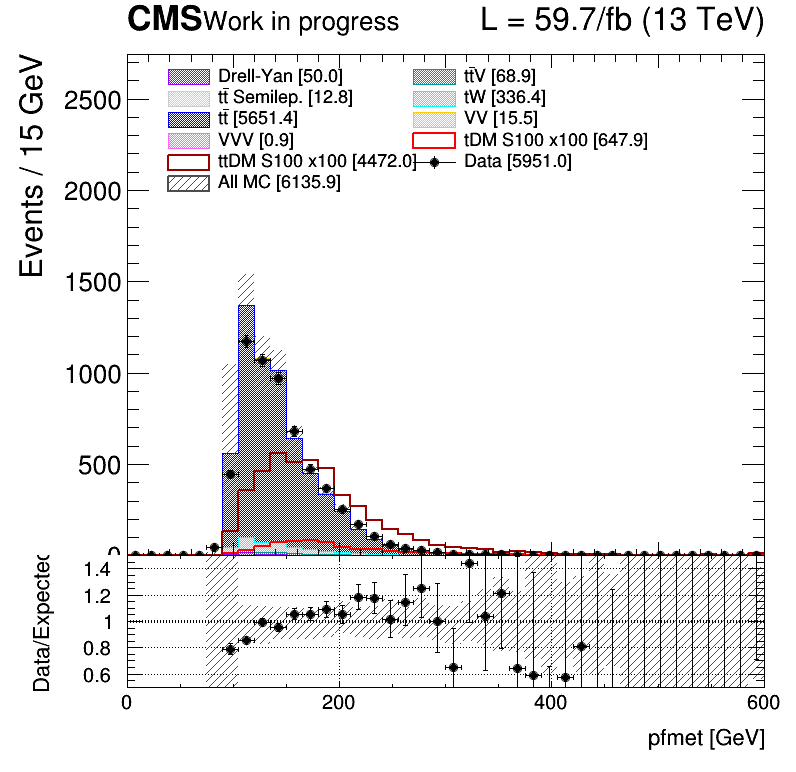 CMS Work in progress L = 59.7/fb (13 TeV)
Events / 15 GeV
2500
2000
1500
1000
500
0
Drell-Yan [50.0]
tt̄ Semilep. [12.8]
tt̄ [5651.4]
VVV [0.9]
ttDM S100 x100 [4472.0]
All MC [6135.9]
tt̄V [68.9]
tW [336.4]
VV [15.5]
tDM S100 x100 [647.9]
Data [5951.0]
Data/Expected
1.4
1.2
1
0.8
0.6
0 200 400 600
pfmet [GeV]